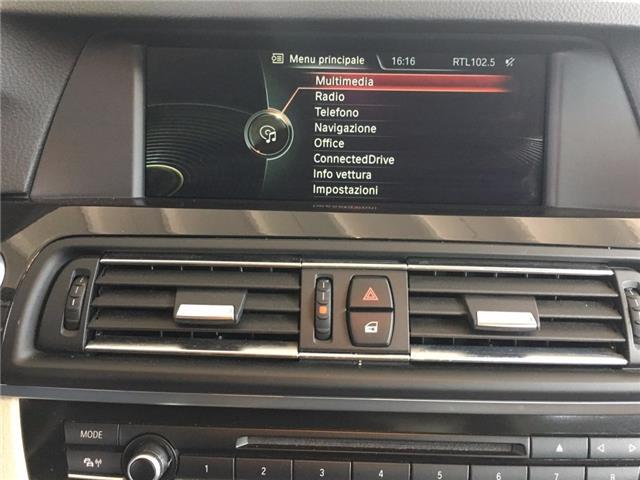 Menu principale 16:16 RTL102.5
Multimedia
Radio
Telefono
Navigazione
Office
ConnectedDrive
Info vettura
Impostazioni
MODE
1 2 3 4 5 6 7 8